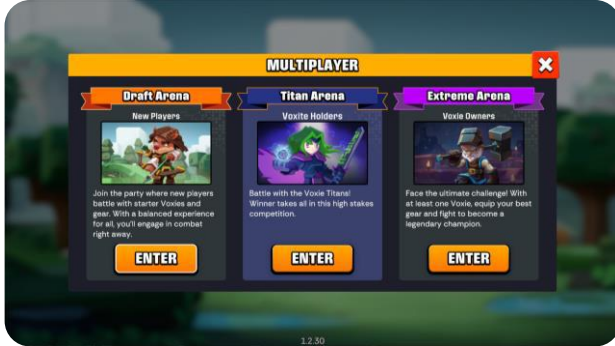 MULTIPLAYER
Draft Arena
New Players
Join the party where new players
battle with starter Voxies and
gear. With a balanced experience
for all, you'll engage in combat
right away.
ENTER
Titan Arena
Voxite Holders
Battle with the Voxie Titans!
Winner takes all in this high stakes
competition.
ENTER
Extreme Arena
Voxie Owners
Face the ultimate challenge! With
at least one Voxie, equip your best
gear and fight to become a
legendary champion.
ENTER
1.2.30